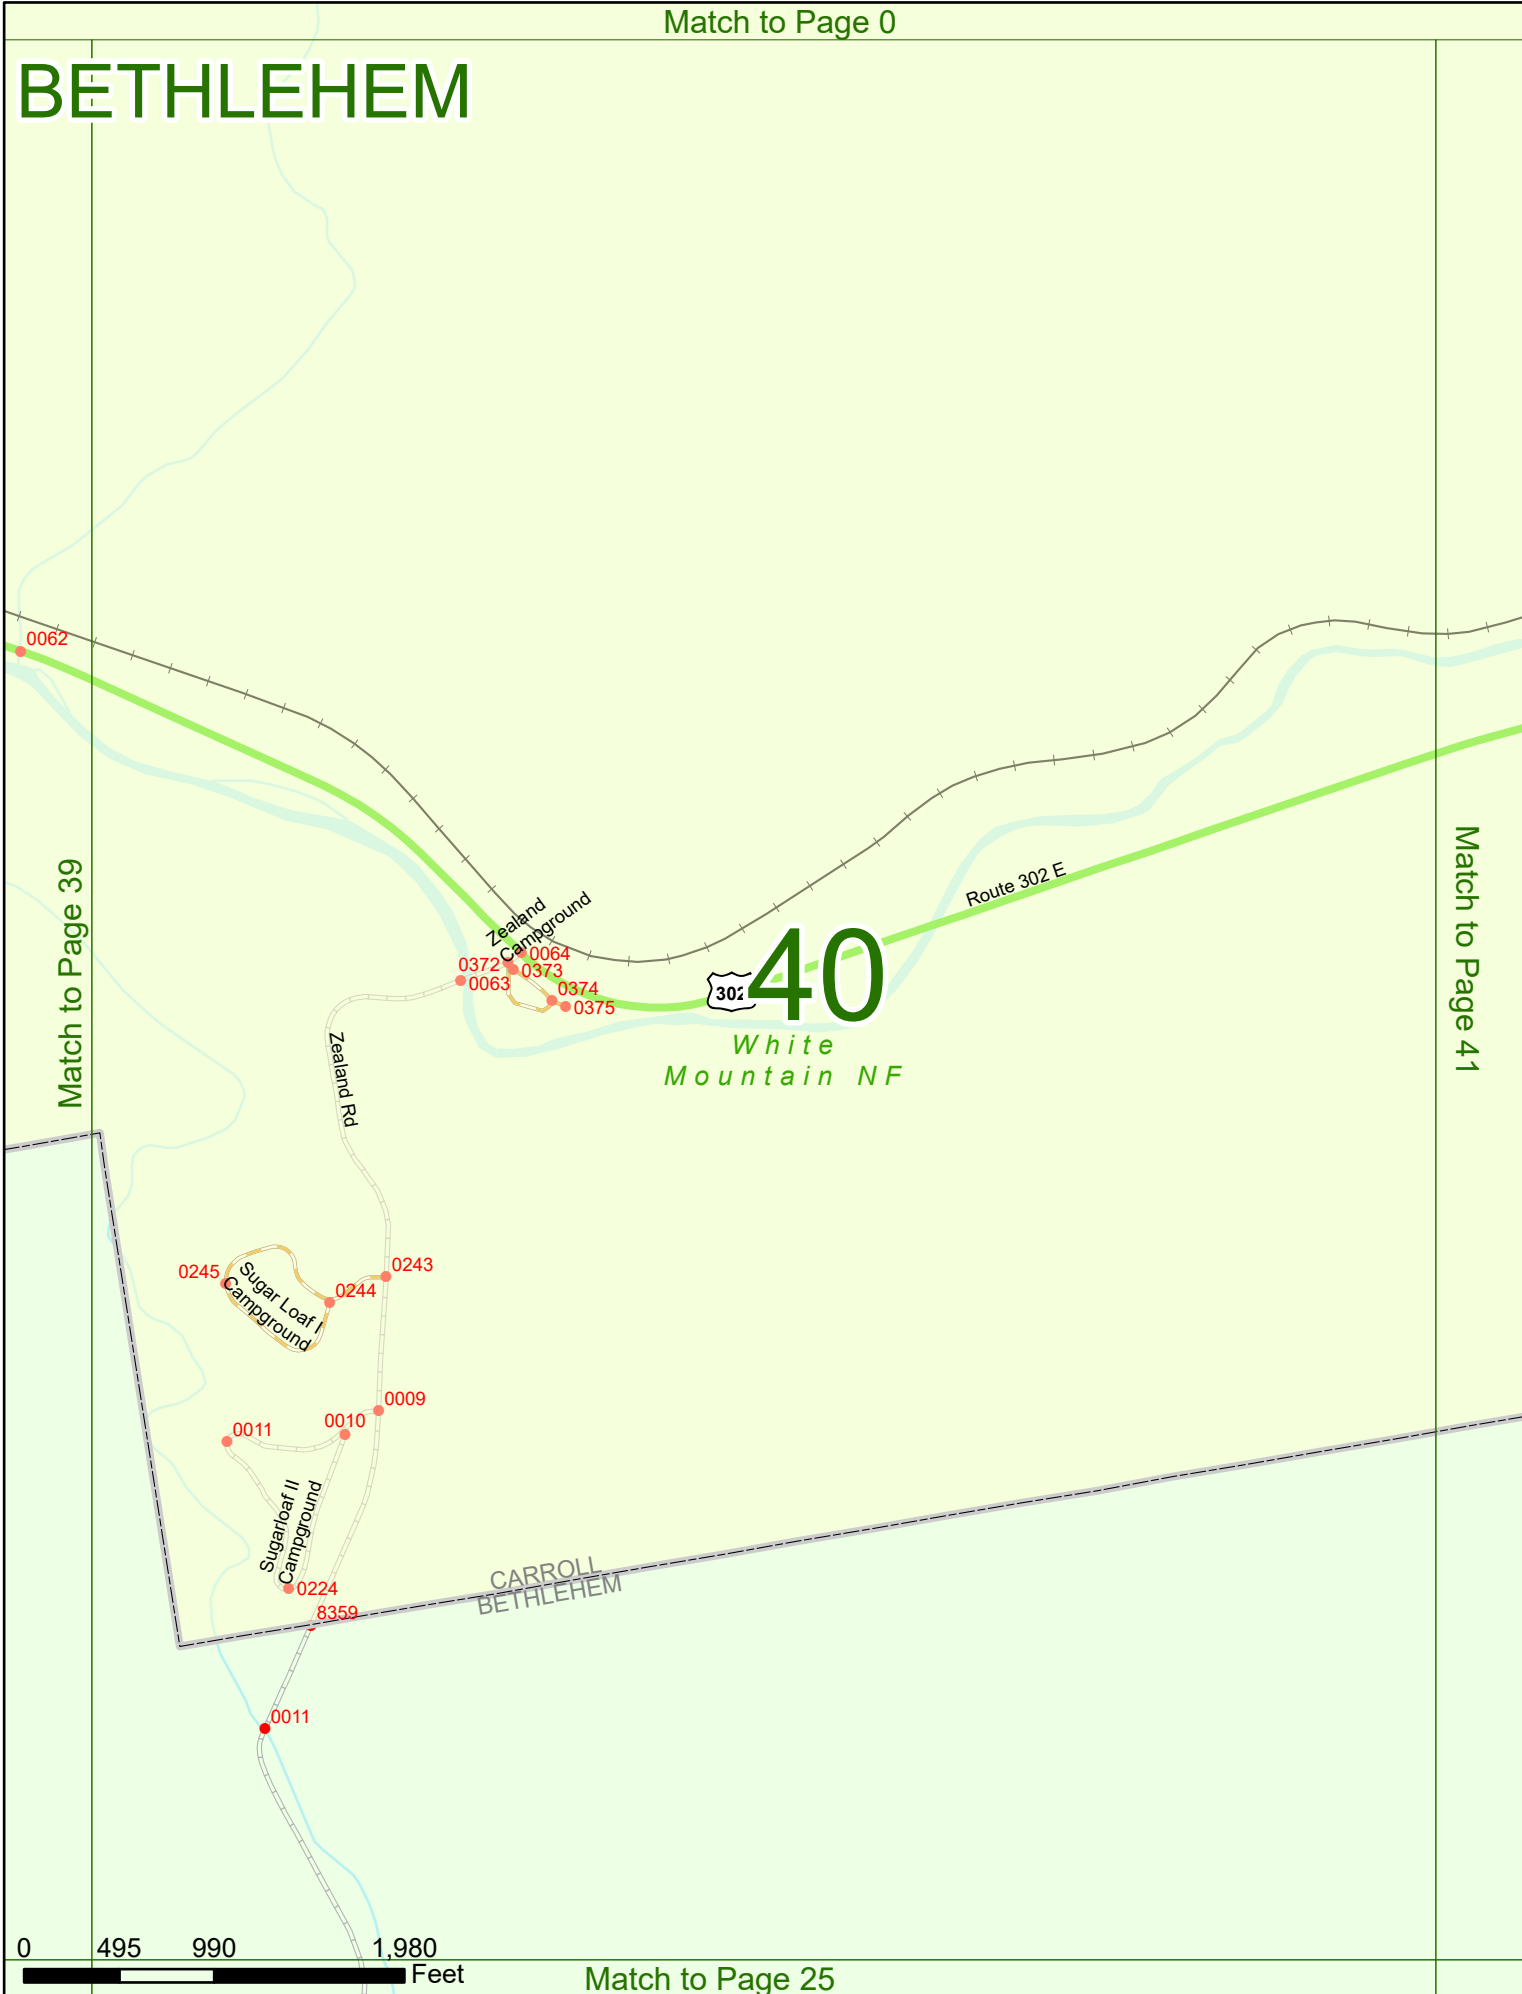 Match to Page 0
BETHLEHEM
0062
Match to Page 39
Match to Page 41
Route 302 E
Zealand
Campground
0064
0372
0373
0063
0374
0375
302
40
White
Mountain NF
Zealand Rd
0243
0245
0244
Sugar Loaf I
Campground
0009
0010
0011
Sugarloaf II
Campground
0224
CARROLL
BETHLEHEM
8359
0011
0 495 990 1,980
Feet
Match to Page 25